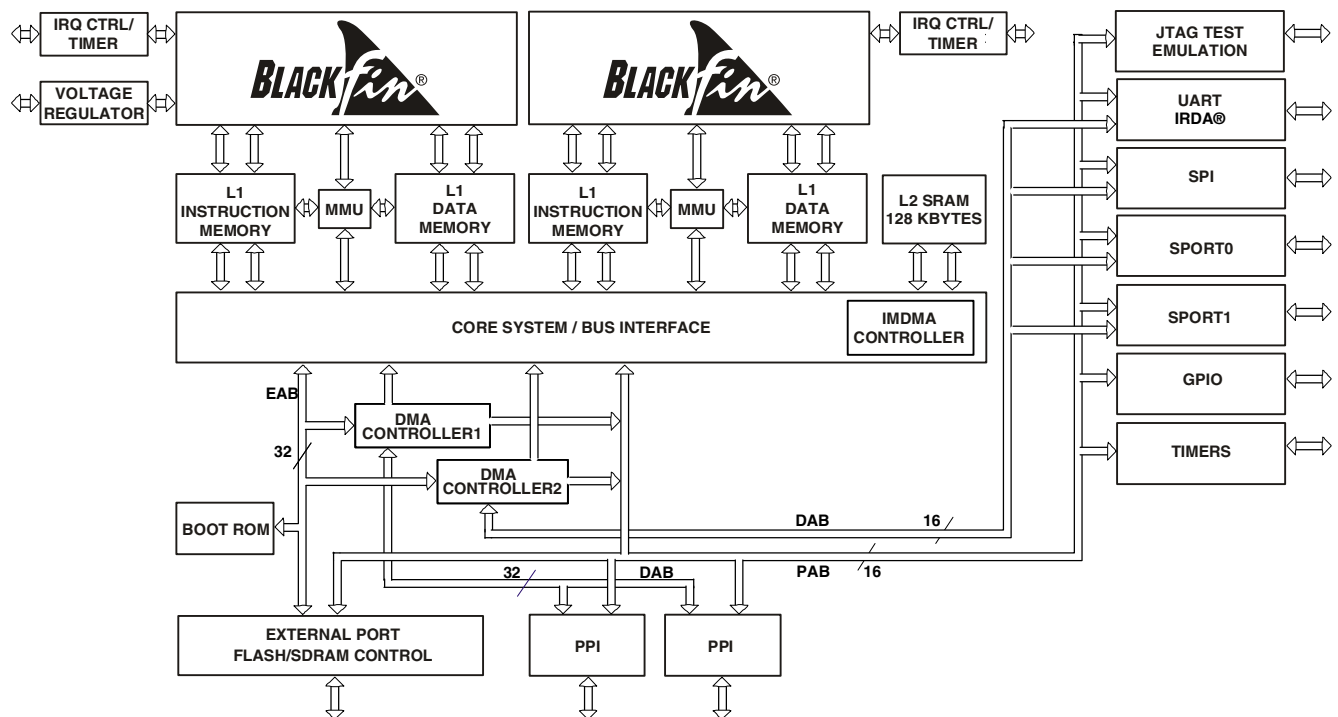 IRQ CTRL/
TIMER
BLACKfin®
BLACKfin®
IRQ CTRL/
TIMER
JTAG TEST
EMULATION
VOLTAGE
REGULATOR
UART
IRDA®
L1
INSTRUCTION
MEMORY
MMU
L1
DATA
MEMORY
L1
INSTRUCTION
MEMORY
MMU
L1
DATA
MEMORY
L2 SRAM
128 KBYTES
SPI
SPORT0
CORE SYSTEM / BUS INTERFACE
IMDMA
CONTROLLER
SPORT1
GPIO
EAB
DMA
CONTROLLER1
32
TIMERS
DMA
CONTROLLER2
BOOT ROM
DAB 16
32 DAB
PAB 16
EXTERNAL PORT
FLASH/SDRAM CONTROL
PPI
PPI